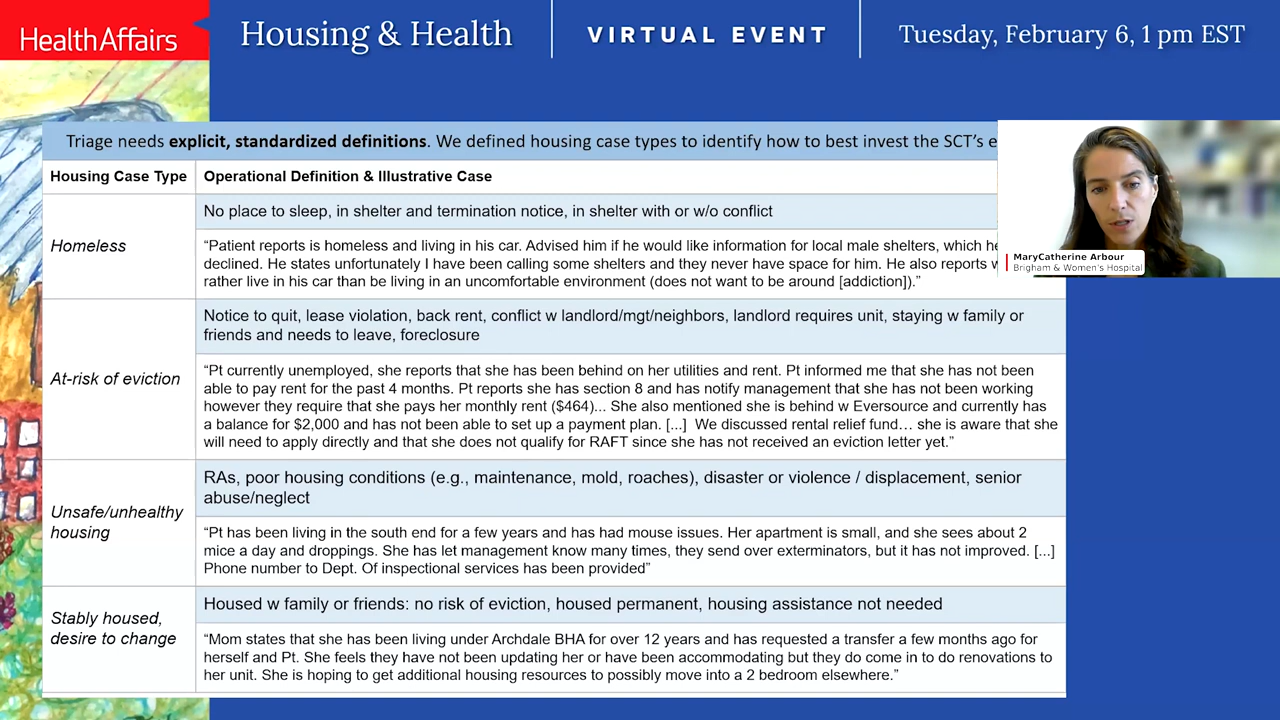 HealthAffairs
Housing & Health
VIRTUAL EVENT
Tuesday, February 6, 1 pm EST
Triage needs explicit, standardized definitions. We defined housing case types to identify how to best invest the SCT's
Housing Case Type
Operational Definition & Illustrative Case
Homeless
No place to sleep, in shelter and termination notice, in shelter with or w/o conflict
“Patient reports is homeless and living in his car. Advised him if he would like information for local male shelters, which he
declined. He states unfortunately I have been calling some shelters and they never have space for him. He also reports
rather live in his car than be living in an uncomfortable environment (does not want to be around [addiction]).”
At-risk of eviction
Notice to quit, lease violation, back rent, conflict w landlord/mgt/neighbors, landlord requires unit, staying w family or
friends and needs to leave, foreclosure
“Pt currently unemployed, she reports that she has been behind on her utilities and rent. Pt informed me that she has not been
able to pay rent for the past 4 months. Pt reports she has section 8 and has notify management that she has not been working
however they require that she pays her monthly rent ($464)... She also mentioned she is behind w Eversource and currently has
a balance for $2,000 and has not been able to set up a payment plan. [...] We discussed rental relief fund… she is aware that she
will need to apply directly and that she does not qualify for RAFT since she has not received an eviction letter yet.”
Unsafe/unhealthy
housing
RAs, poor housing conditions (e.g., maintenance, mold, roaches), disaster or violence / displacement, senior
abuse/neglect
“Pt has been living in the south end for a few years and has had mouse issues. Her apartment is small, and she sees about 2
mice a day and droppings. She has let management know many times, they send over exterminators, but it has not improved. [...]
Phone number to Dept. Of inspectional services has been provided”
Stably housed,
desire to change
Housed w family or friends: no risk of eviction, housed permanent, housing assistance not needed
“Mom states that she has been living under Archdale BHA for over 12 years and has requested a transfer a few months ago for
herself and Pt. She feels they have not been updating her or have been accommodating but they do come in to do renovations to
her unit. She is hoping to get additional housing resources to possibly move into a 2 bedroom elsewhere.”
MaryCatherine Arbour
Brigham & Women's Hospital